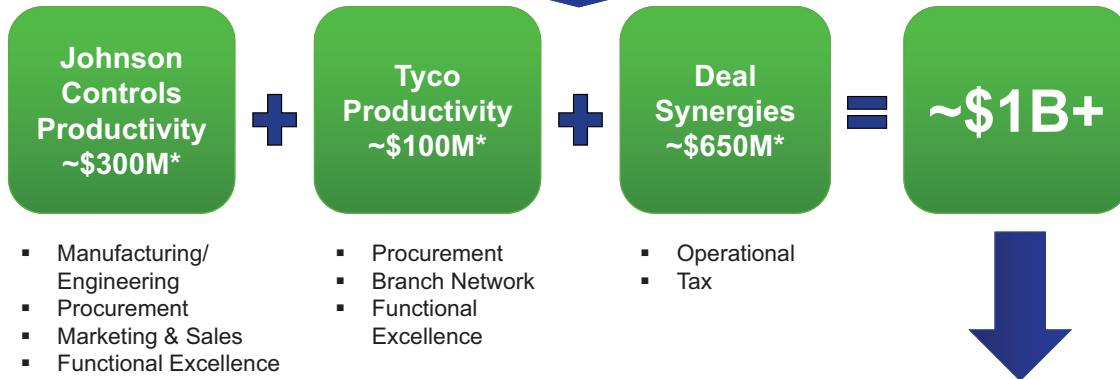 Johnson
Controls
Productivity
~$300M*
Tyco
Productivity
~$100M*
Deal
Synergies
~$650M*
~$1B+
▪ Manufacturing/
Engineering
▪ Procurement
▪ Marketing & Sales
▪ Functional Excellence
▪ Procurement
▪ Branch Network
▪ Functional
Excellence
▪ Operational
▪ Tax